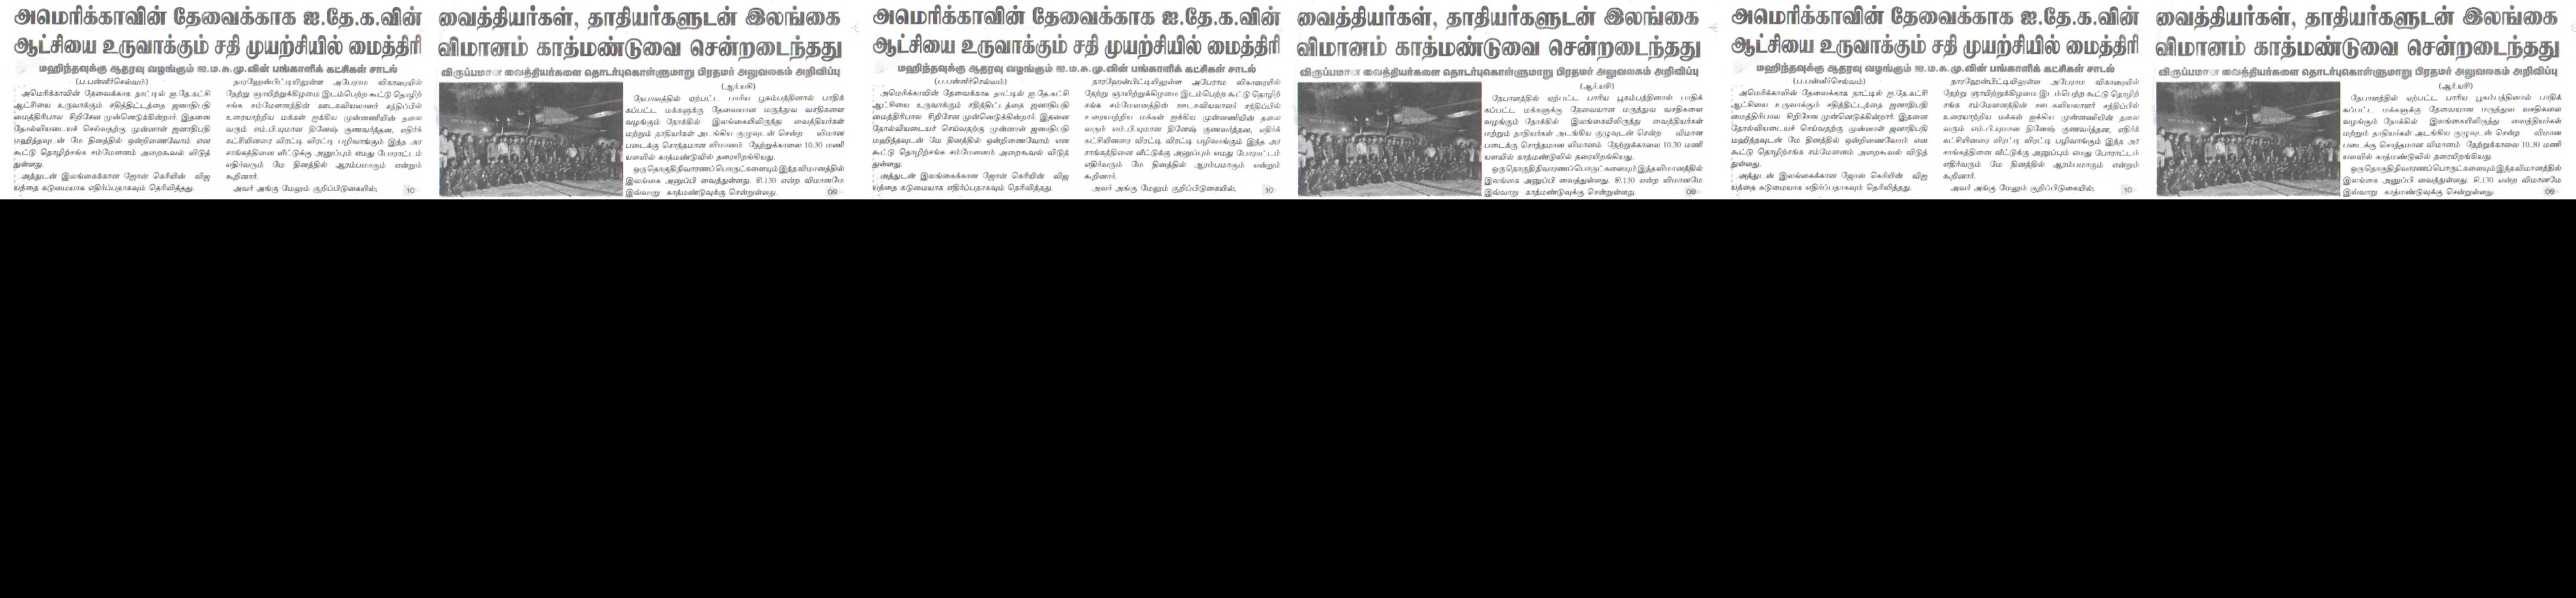 அமெரிக்காவின் தேவைக்காக ஐ.தே.க.வின்
ஆட்சியை உருவாக்கும் சதி முயற்சியில் மைத்திரி
மஹிந்தவுக்கு ஆதரவு வழங்கும் ஐ.ம.சு.மு.வின் பங்காளிக் கட்சிகள் சாடல்
(ப.பன்னீர்செல்வம்)
அமெரிக்காவின் தேவைக்காக நாட்டில் ஐ.தே.கட்சி
ஆட்சியை உருவாக்கும் சதித்திட்டத்தை ஜனாதிபதி
மைத்திரிபால சிறிசேன முன்னெடுக்கின்றார். இதனை
தோல்வியடையச் செய்வதற்கு முன்னாள் ஜனாதிபதி
மஹிந்தவுடன் மே தினத்தில் ஒன்றிணைவோம் என
கூட்டு தொழிற்சங்க சம்மேளனம் அறைகூவல் விடுத்
துள்ளது.
அத்துடன் இலங்கைக்கான ஜோன் கெரியின் விஜ
யத்தை கடுமையாக எதிர்ப்பதாகவும் தெரிவித்தது.
நாரஹேன்பிட்டியிலுள்ள அபேராம விகாரையில்
நேற்று ஞாயிற்றுக்கிழமை இடம்பெற்ற கூட்டு தொழிற்
சங்க சம்மேளனத்தின் ஊடகவியலாளர் சந்திப்பில்
உரையாற்றிய மக்கள் ஐக்கிய முன்னணியின் தலை
வரும் எம்.பி.யுமான தினேஷ் குணவர்த்தன, எதிர்க்
கட்சியினரை விரட்டி விரட்டி பழிவாங்கும் இந்த அர
சாங்கத்தினை வீட்டுக்கு அனுப்பும் எமது போராட்டம்
எதிர்வரும் மே தினத்தில் ஆரம்பமாகும் என்றும்
கூறினார்.
அவர் அங்கு மேலும் குறிப்பிடுகையில்; 10
வைத்தியர்கள், தாதியர்களுடன் இலங்கை
விமானம் காத்மண்டுவை சென்றடைந்தது
விருப்பமான வைத்தியர்களை தொடர்புகொள்ளுமாறு பிரதமர் அலுவலகம் அறிவிப்பு
(ஆர்.யசி)
நேபாளத்தில் ஏற்பட்ட பாரிய பூகம்பத்தினால் பாதிக்
கப்பட்ட மக்களுக்கு தேவையான மருத்துவ வசதிகளை
வழங்கும் நோக்கில் இலங்கையிலிருந்து வைத்தியர்கள்
மற்றும் தாதியர்கள் அடங்கிய குழுவுடன் சென்ற விமான
படைக்கு சொந்தமான விமானம் நேற்றுக்காலை 10.30 மணி
யளவில் காத்மண்டுவில் தரையிறங்கியது.
ஒருதொகுதி நிவாரணப் பொருட்களையும் இந்த விமானத்தில்
இலங்கை அனுப்பி வைத்துள்ளது. சி.130 என்ற விமானமே
இவ்வாறு காத்மண்டுவுக்கு சென்றுள்ளது. 09
அமெரிக்காவின் தேவைக்காக ஐ.தே.க.வின்
ஆட்சியை உருவாக்கும் சதி முயற்சியில் மைத்திரி
மஹிந்தவுக்கு ஆதரவு வழங்கும் ஐ.ம.சு.மு.வின் பங்காளிக் கட்சிகள் சாடல்
(ப.பன்னீர்செல்வம்)
அமெரிக்காவின் தேவைக்காக நாட்டில் ஐ.தே.கட்சி
ஆட்சியை உருவாக்கும் சதித்திட்டத்தை ஜனாதிபதி
மைத்திரிபால சிறிசேன முன்னெடுக்கின்றார். இதனை
தோல்வியடையச் செய்வதற்கு முன்னாள் ஜனாதிபதி
மஹிந்தவுடன் மே தினத்தில் ஒன்றிணைவோம் என
கூட்டு தொழிற்சங்க சம்மேளனம் அறைகூவல் விடுத்
துள்ளது.
அத்துடன் இலங்கைக்கான ஜோன் கெரியின் விஜ
யத்தை கடுமையாக எதிர்ப்பதாகவும் தெரிவித்தது.
நாரஹேன்பிட்டியிலுள்ள அபேராம விகாரையில்
நேற்று ஞாயிற்றுக்கிழமை இடம்பெற்ற கூட்டு தொழிற்
சங்க சம்மேளனத்தின் ஊடகவியலாளர் சந்திப்பில்
உரையாற்றிய மக்கள் ஐக்கிய முன்னணியின் தலை
வரும் எம்.பி.யுமான தினேஷ் குணவர்த்தன, எதிர்க்
கட்சியினரை விரட்டி விரட்டி பழிவாங்கும் இந்த அர
சாங்கத்தினை வீட்டுக்கு அனுப்பும் எமது போராட்டம்
எதிர்வரும் மே தினத்தில் ஆரம்பமாகும் என்றும்
கூறினார்.
அவர் அங்கு மேலும் குறிப்பிடுகையில்; 10
வைத்தியர்கள், தாதியர்களுடன் இலங்கை
விமானம் காத்மண்டுவை சென்றடைந்தது
விருப்பமான வைத்தியர்களை தொடர்புகொள்ளுமாறு பிரதமர் அலுவலகம் அறிவிப்பு
(ஆர்.யசி)
நேபாளத்தில் ஏற்பட்ட பாரிய பூகம்பத்தினால் பாதிக்
கப்பட்ட மக்களுக்கு தேவையான மருத்துவ வசதிகளை
வழங்கும் நோக்கில் இலங்கையிலிருந்து வைத்தியர்கள்
மற்றும் தாதியர்கள் அடங்கிய குழுவுடன் சென்ற விமான
படைக்கு சொந்தமான விமானம் நேற்றுக்காலை 10.30 மணி
யளவில் காத்மண்டுவில் தரையிறங்கியது.
ஒருதொகுதி நிவாரணப் பொருட்களையும் இந்த விமானத்தில்
இலங்கை அனுப்பி வைத்துள்ளது. சி.130 என்ற விமானமே
இவ்வாறு காத்மண்டுவுக்கு சென்றுள்ளது. 09
அமெரிக்காவின் தேவைக்காக ஐ.தே.க.வின்
ஆட்சியை உருவாக்கும் சதி முயற்சியில் மைத்திரி
மஹிந்தவுக்கு ஆதரவு வழங்கும் ஐ.ம.சு.மு.வின் பங்காளிக் கட்சிகள் சாடல்
(ப.பன்னீர்செல்வம்)
அமெரிக்காவின் தேவைக்காக நாட்டில் ஐ.தே.கட்சி
ஆட்சியை உருவாக்கும் சதித்திட்டத்தை ஜனாதிபதி
மைத்திரிபால சிறிசேன முன்னெடுக்கின்றார். இதனை
தோல்வியடையச் செய்வதற்கு முன்னாள் ஜனாதிபதி
மஹிந்தவுடன் மே தினத்தில் ஒன்றிணைவோம் என
கூட்டு தொழிற்சங்க சம்மேளனம் அறைகூவல் விடுத்
துள்ளது.
அத்துடன் இலங்கைக்கான ஜோன் கெரியின் விஜ
யத்தை கடுமையாக எதிர்ப்பதாகவும் தெரிவித்தது.
நாரஹேன்பிட்டியிலுள்ள அபேராம விகாரையில்
நேற்று ஞாயிற்றுக்கிழமை இடம்பெற்ற கூட்டு தொழிற்
சங்க சம்மேளனத்தின் ஊடகவியலாளர் சந்திப்பில்
உரையாற்றிய மக்கள் ஐக்கிய முன்னணியின் தலை
வரும் எம்.பி.யுமான தினேஷ் குணவர்த்தன, எதிர்க்
கட்சியினரை விரட்டி விரட்டி பழிவாங்கும் இந்த அர
சாங்கத்தினை வீட்டுக்கு அனுப்பும் எமது போராட்டம்
எதிர்வரும் மே தினத்தில் ஆரம்பமாகும் என்றும்
கூறினார்.
அவர் அங்கு மேலும் குறிப்பிடுகையில்; 10
வைத்தியர்கள், தாதியர்களுடன் இலங்கை
விமானம் காத்மண்டுவை சென்றடைந்தது
விருப்பமான வைத்தியர்களை தொடர்புகொள்ளுமாறு பிரதமர் அலுவலகம் அறிவிப்பு
(ஆர்.யசி)
நேபாளத்தில் ஏற்பட்ட பாரிய பூகம்பத்தினால் பாதிக்
கப்பட்ட மக்களுக்கு தேவையான மருத்துவ வசதிகளை
வழங்கும் நோக்கில் இலங்கையிலிருந்து வைத்தியர்கள்
மற்றும் தாதியர்கள் அடங்கிய குழுவுடன் சென்ற விமான
படைக்கு சொந்தமான விமானம் நேற்றுக்காலை 10.30 மணி
யளவில் காத்மண்டுவில் தரையிறங்கியது.
ஒருதொகுதி நிவாரணப் பொருட்களையும் இந்த விமானத்தில்
இலங்கை அனுப்பி வைத்துள்ளது. சி.130 என்ற விமானமே
இவ்வாறு காத்மண்டுவுக்கு சென்றுள்ளது. 09